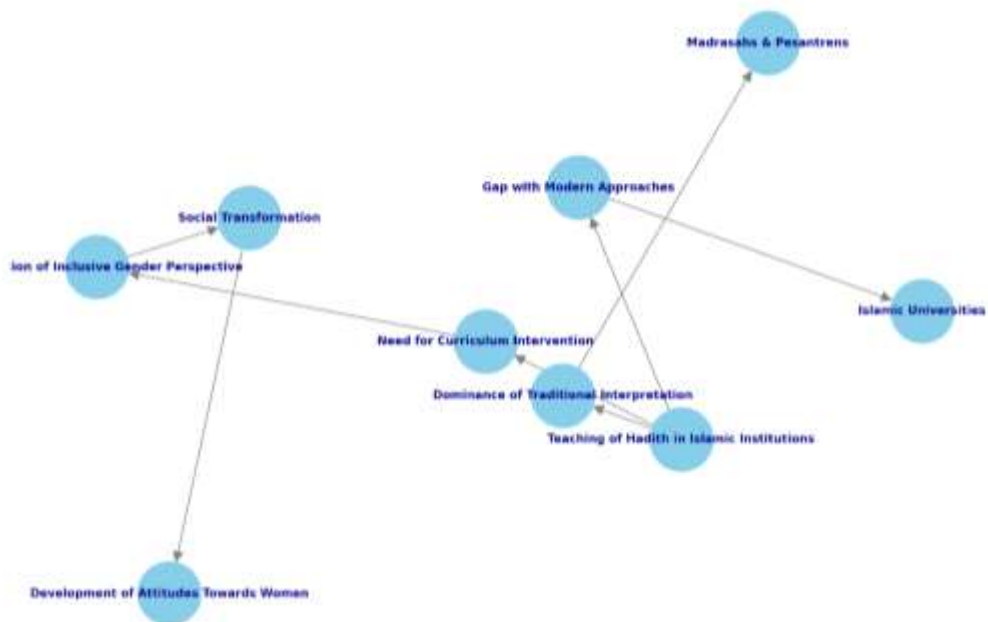 Madrasahs & Pesantrens
Gap with Modern Approaches
Social Transformation
ion of Inclusive Gender Perspective
Islamic Universities
Need for Curriculum Intervention
Dominance of Traditional Interpretation
Teaching of Hadith in Islamic Institutions
Development of Attitudes Towards Women